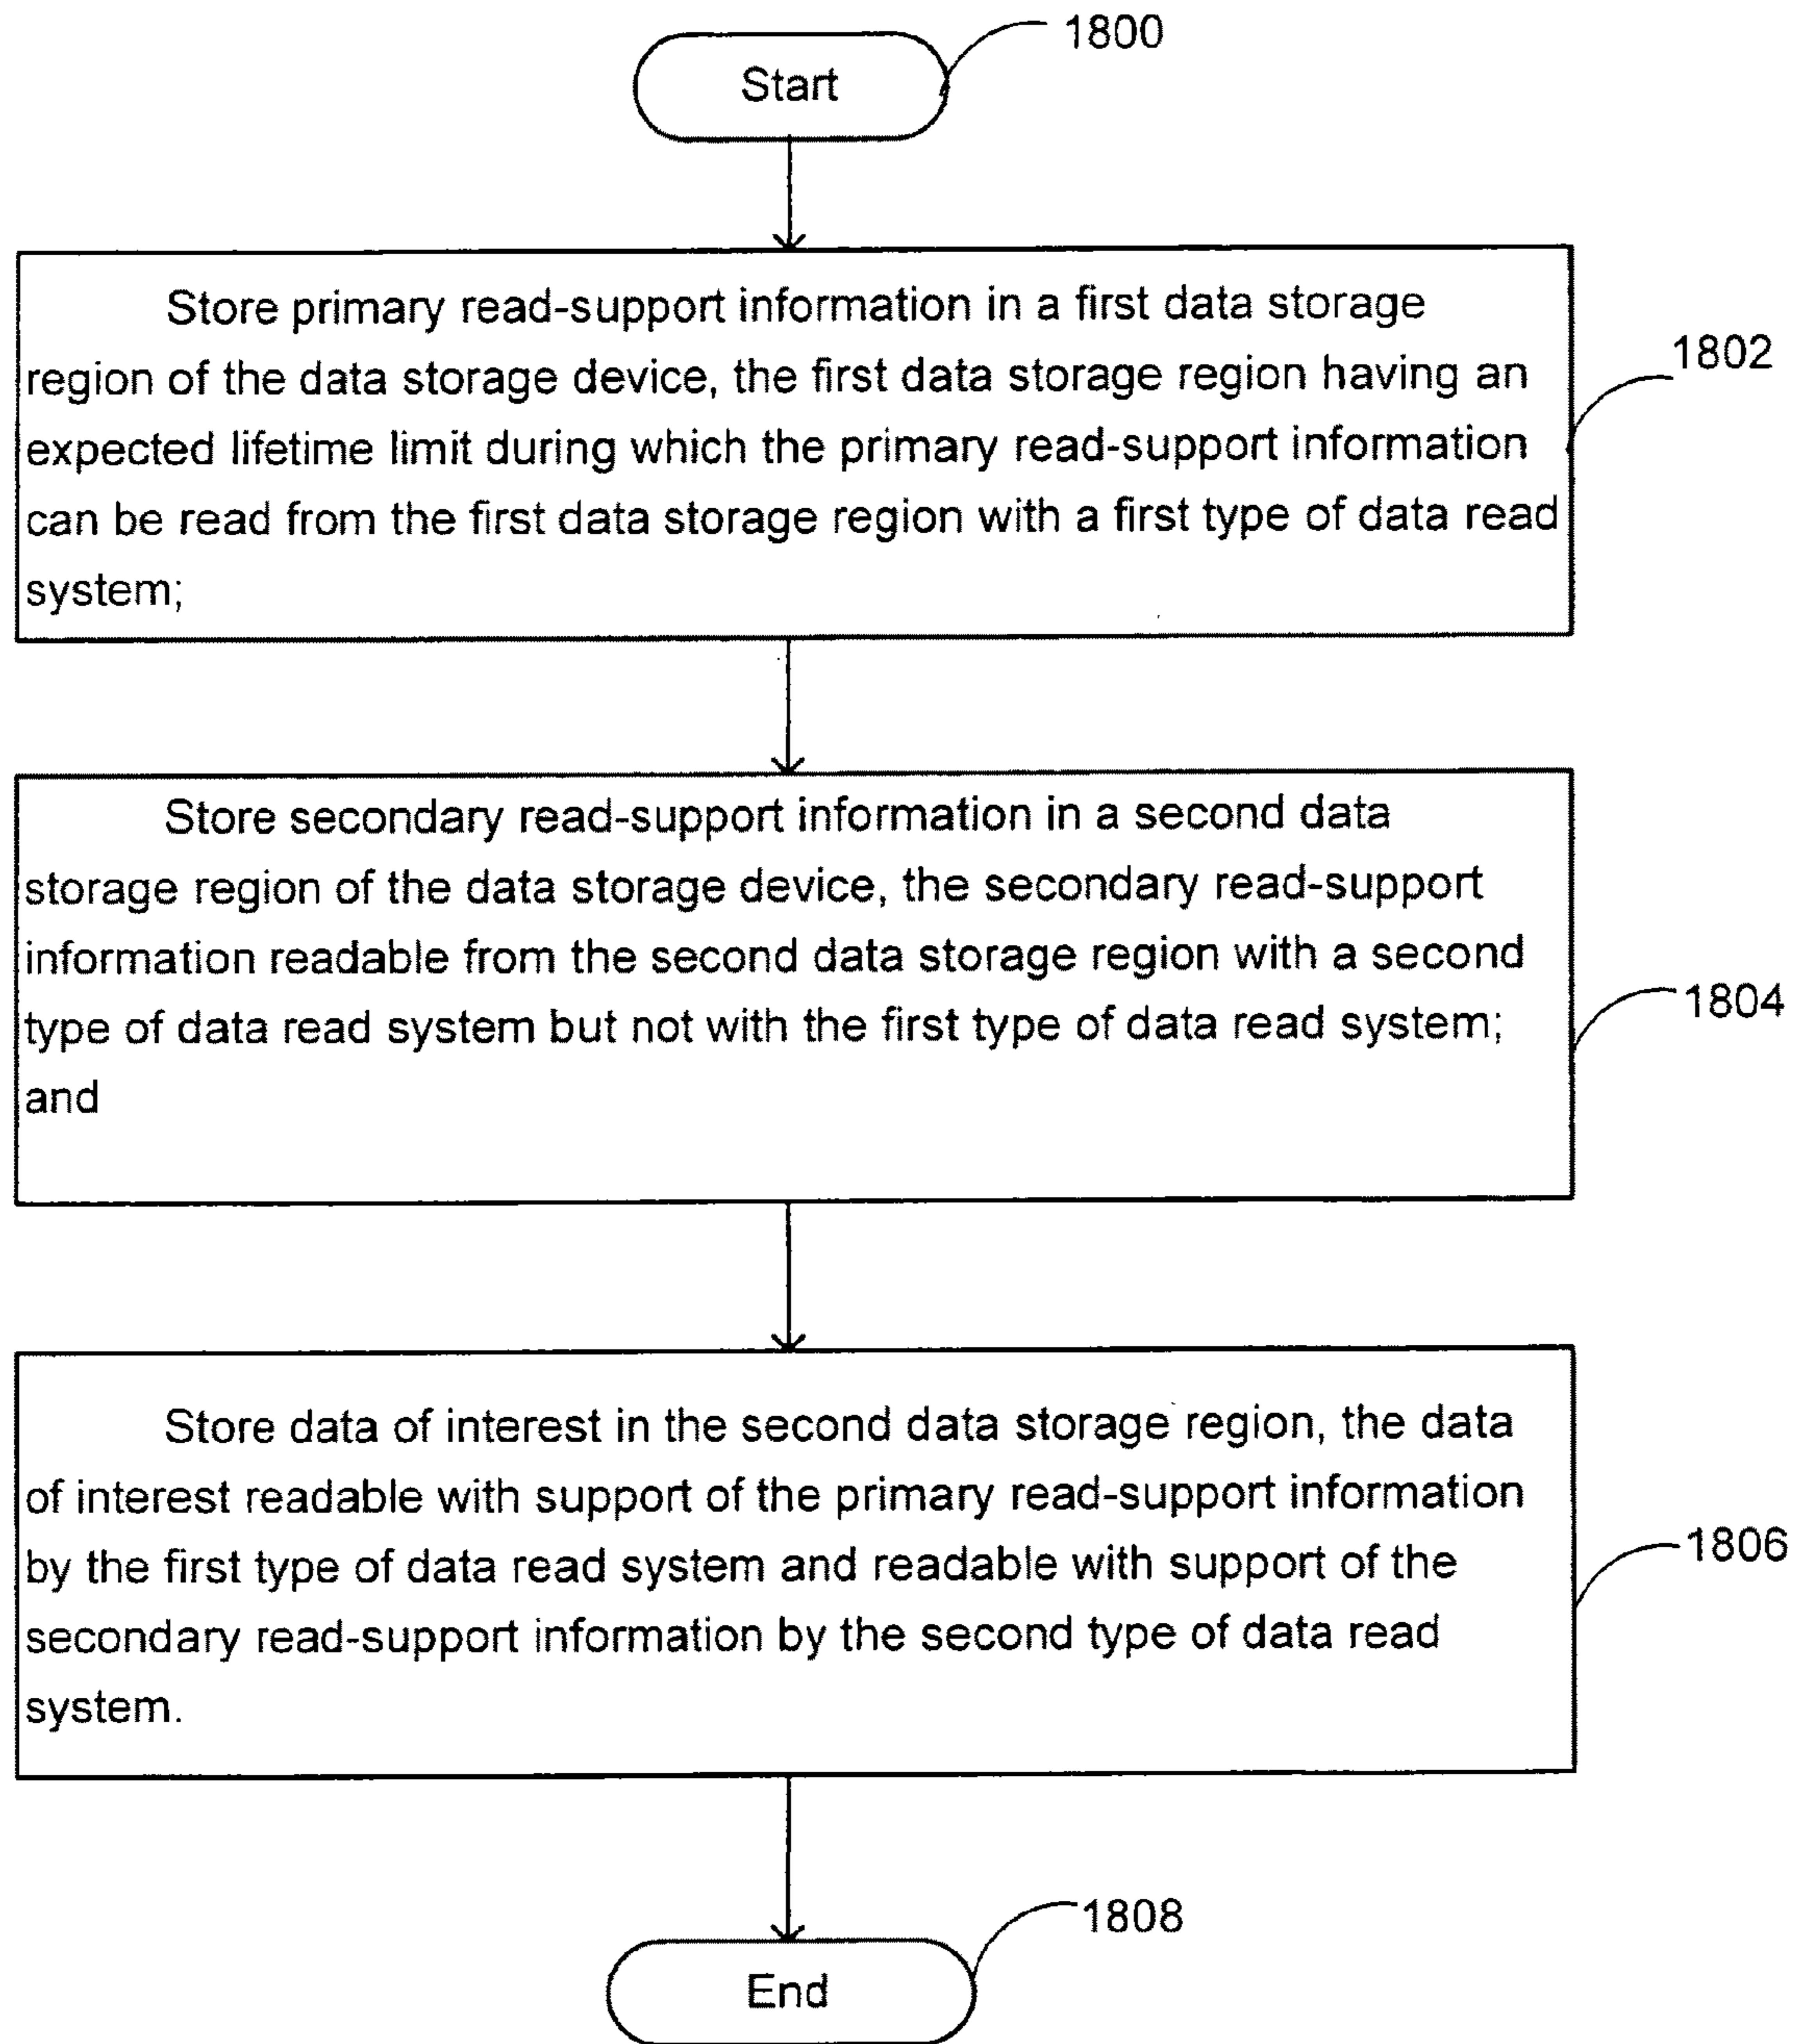 1800
Start
Store primary read-support information in a first data storage
region of the data storage device, the first data storage region having an
expected lifetime limit during which the primary read-support information
can be read from the first data storage region with a first type of data read
system;
1802
Store secondary read-support information in a second data
storage region of the data storage device, the secondary read-support
information readable from the second data storage region with a second
type of data read system but not with the first type of data read system;
and
1804
Store data of interest in the second data storage region, the data
of interest readable with support of the primary read-support information
by the first type of data read system and readable with support of the
secondary read-support information by the second type of data read
system.
1806
1808
End